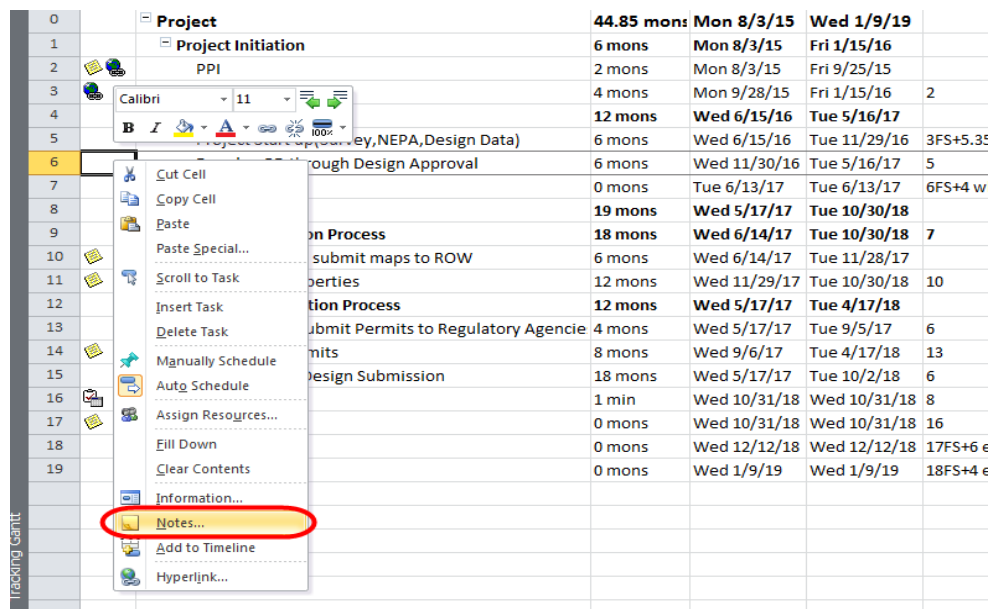 0 Project 44.85 mons Mon 8/3/15 Wed 1/9/19
1 Project Initiation 6 mons Mon 8/3/15 Fri 1/15/16
2 PPI 2 mons Mon 8/3/15 Fri 9/25/15
3 4 mons Mon 9/28/15 Fri 1/15/16 2
Calibri 11
4 12 mons Wed 6/15/16 Tue 5/16/17
B I A 100%
5 Project Start up(Survey,NEPA,Design Data) 6 mons Wed 6/15/16 Tue 11/29/16 3FS+5.35
6 through Design Approval 6 mons Wed 11/30/16 Tue 5/16/17 5
Cut Cell
7 0 mons Tue 6/13/17 Tue 6/13/17 6FS+4 w
Copy Cell
8 19 mons Wed 5/17/17 Tue 10/30/18
Paste
9 on Process 18 mons Wed 6/14/17 Tue 10/30/18 7
Paste Special...
10 submit maps to ROW 6 mons Wed 6/14/17 Tue 11/28/17
Scroll to Task
11 perties 12 mons Wed 11/29/17 Tue 10/30/18 10
Insert Task
12 tion Process 12 mons Wed 5/17/17 Tue 4/17/18
Delete Task
13 ubmit Permits to Regulatory Agencie 4 mons Wed 5/17/17 Tue 9/5/17 6
14 mits 8 mons Wed 9/6/17 Tue 4/17/18 13
Manually Schedule
15 Design Submission 18 mons Wed 5/17/17 Tue 10/2/18 6
Auto Schedule
16 1 min Wed 10/31/18 Wed 10/31/18 8
Assign Resources...
17 0 mons Wed 10/31/18 Wed 10/31/18 16
Fill Down
18 0 mons Wed 12/12/18 Wed 12/12/18 17FS+6 e
Clear Contents
19 0 mons Wed 1/9/19 Wed 1/9/19 18FS+4 e
Information...
Notes...
Add to Timeline
Hyperlink...
Tracking Gantt